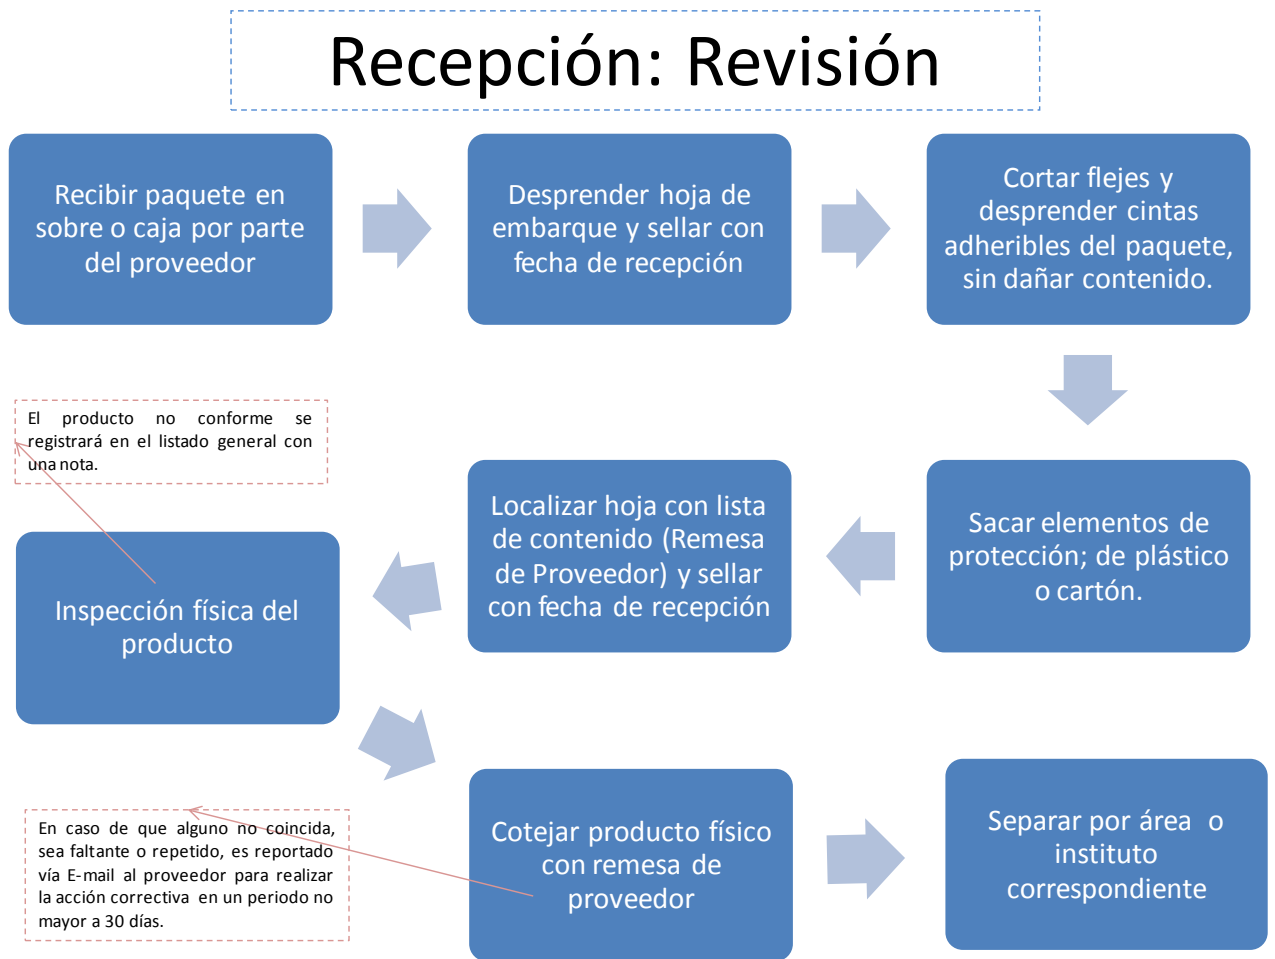 Recepción: Revisión
Recibir paquete en
sobre o caja por parte
del proveedor
Desprender hoja de
embarque y sellar con
fecha de recepción
Cortar flejes y
desprender cintas
adheribles del paquete,
sin dañar contenido.
Sacar elementos de
protección; de plástico
o cartón.
Localizar hoja con lista
de contenido (Remesa
de Proveedor) y sellar
con fecha de recepción
El producto no conforme se
registrará en el listado general con
una nota.
Inspección física del
producto
En caso de que alguno no coincida,
sea faltante o repetido, es reportado
vía E-mail al proveedor para realizar
la acción correctiva en un periodo no
mayor a 30 días.
Cotejar producto físico
con remesa de
proveedor
Separar por área o
instituto
correspondiente